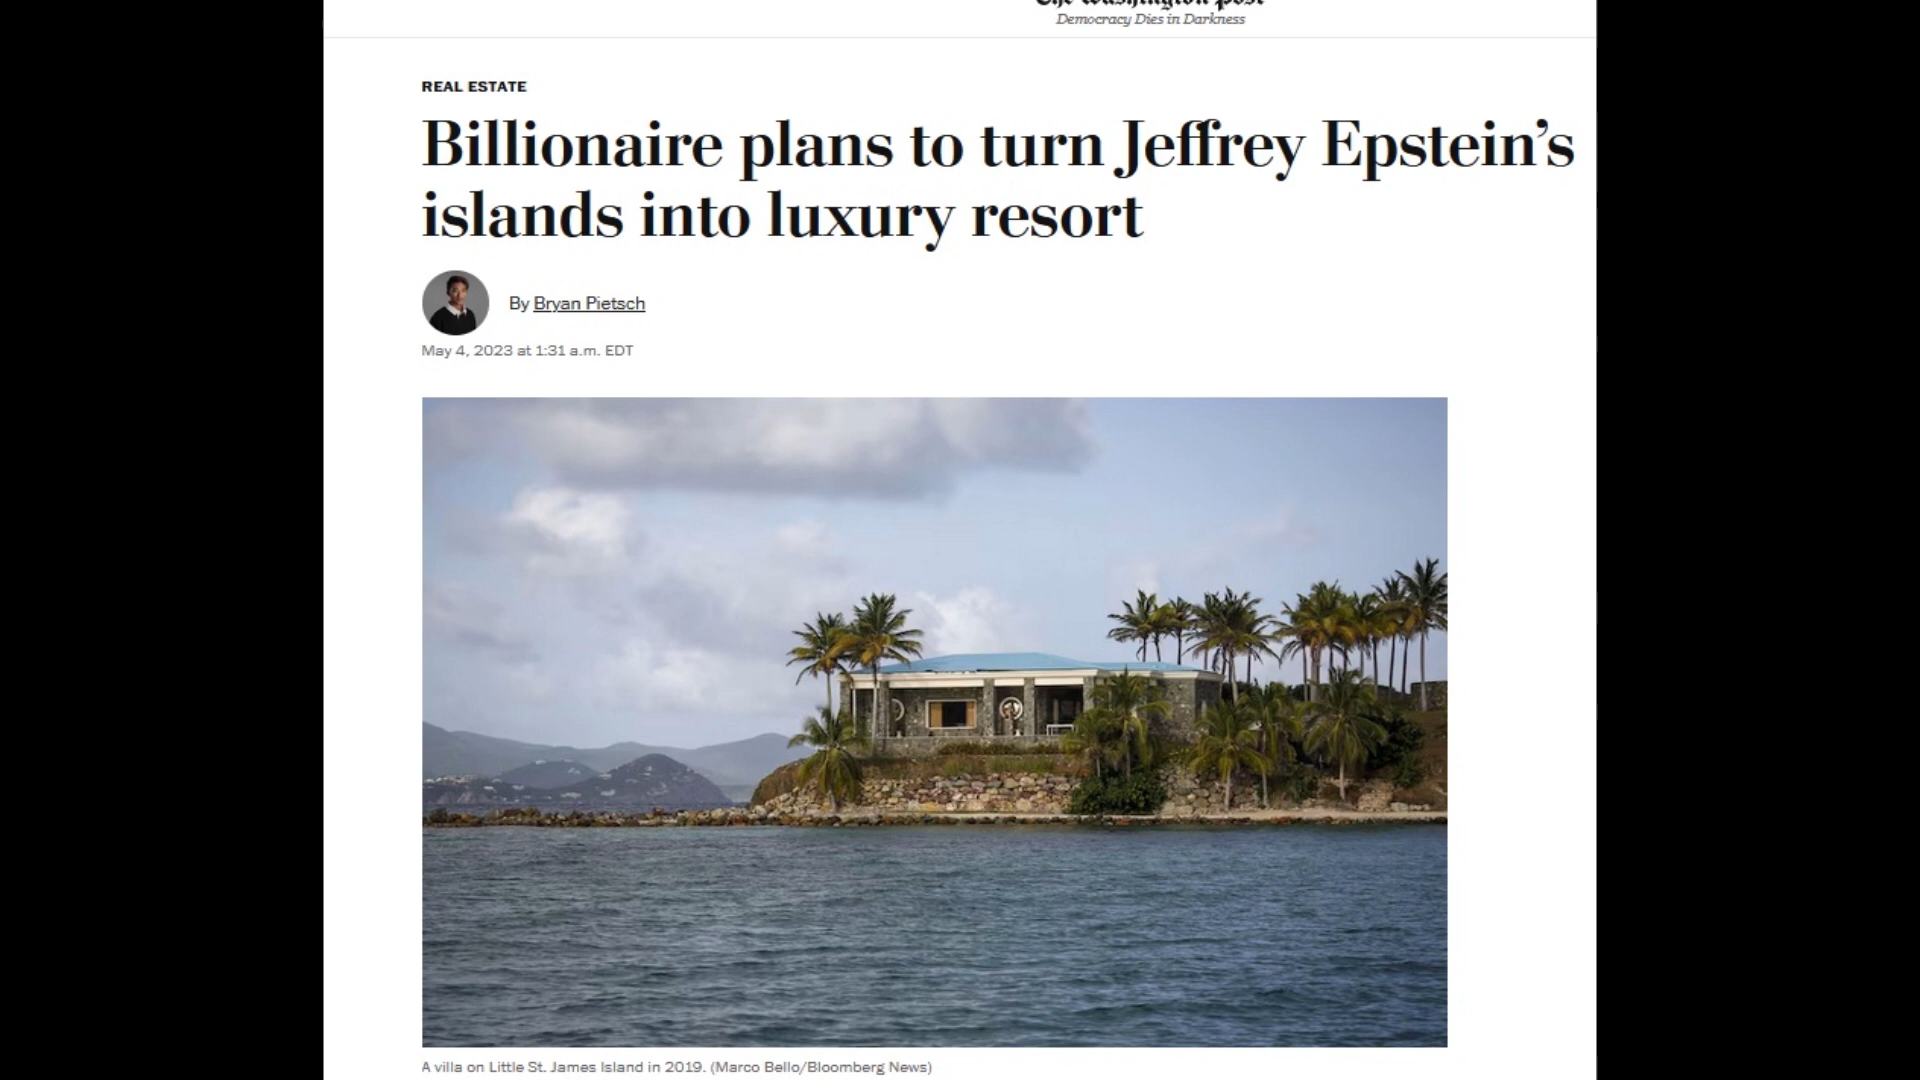 The Washington Post
Democracy Dies in Darkness
REAL ESTATE
Billionaire plans to turn Jeffrey Epstein’s
islands into luxury resort
By Bryan Pietsch
May 4, 2023 at 1:31 a.m. EDT
A villa on Little St. James Island in 2019. (Marco Bello/Bloomberg News)